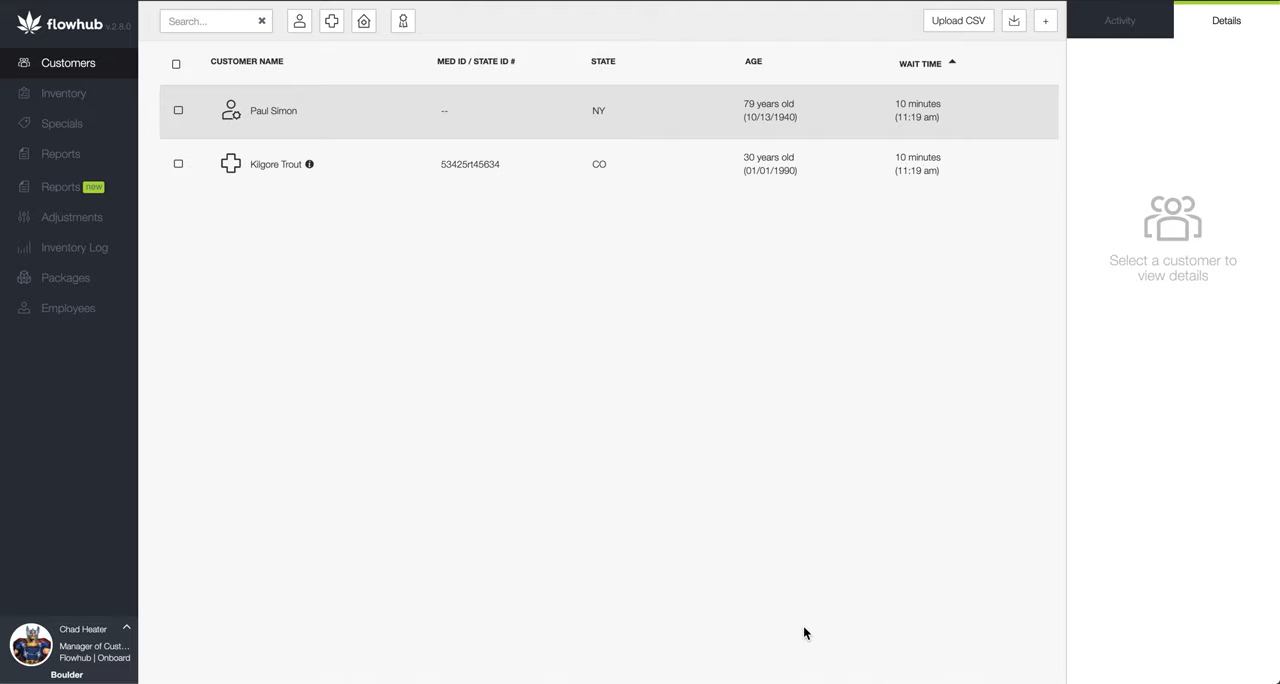 flowhub v.2.8.0
Customers
Inventory
Specials
Reports
Reports new
Adjustments
Inventory Log
Packages
Employees
Chad Heater
Manager of Cust...
Flowhub | Onboard
Boulder
Search...
Upload CSV
+
CUSTOMER NAME MED ID / STATE ID # STATE AGE WAIT TIME
Paul Simon -- NY 79 years old 10 minutes
(10/13/1940) (11:19 am)
Kilgore Trout 53425rt45634 CO 30 years old 10 minutes
(01/01/1990) (11:19 am)
Activity Details
Select a customer to
view details